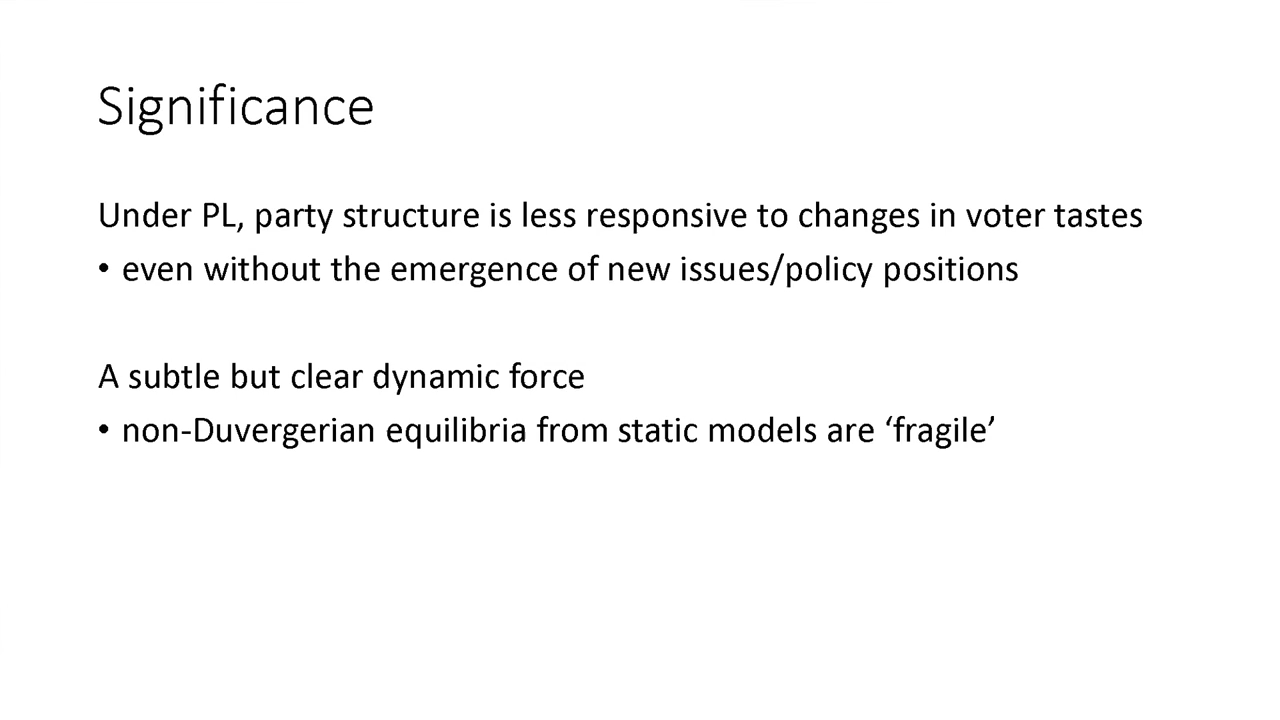 Significance
Under PL, party structure is less responsive to changes in voter tastes
• even without the emergence of new issues/policy positions
A subtle but clear dynamic force
• non-Duvergerian equilibria from static models are ‘fragile’